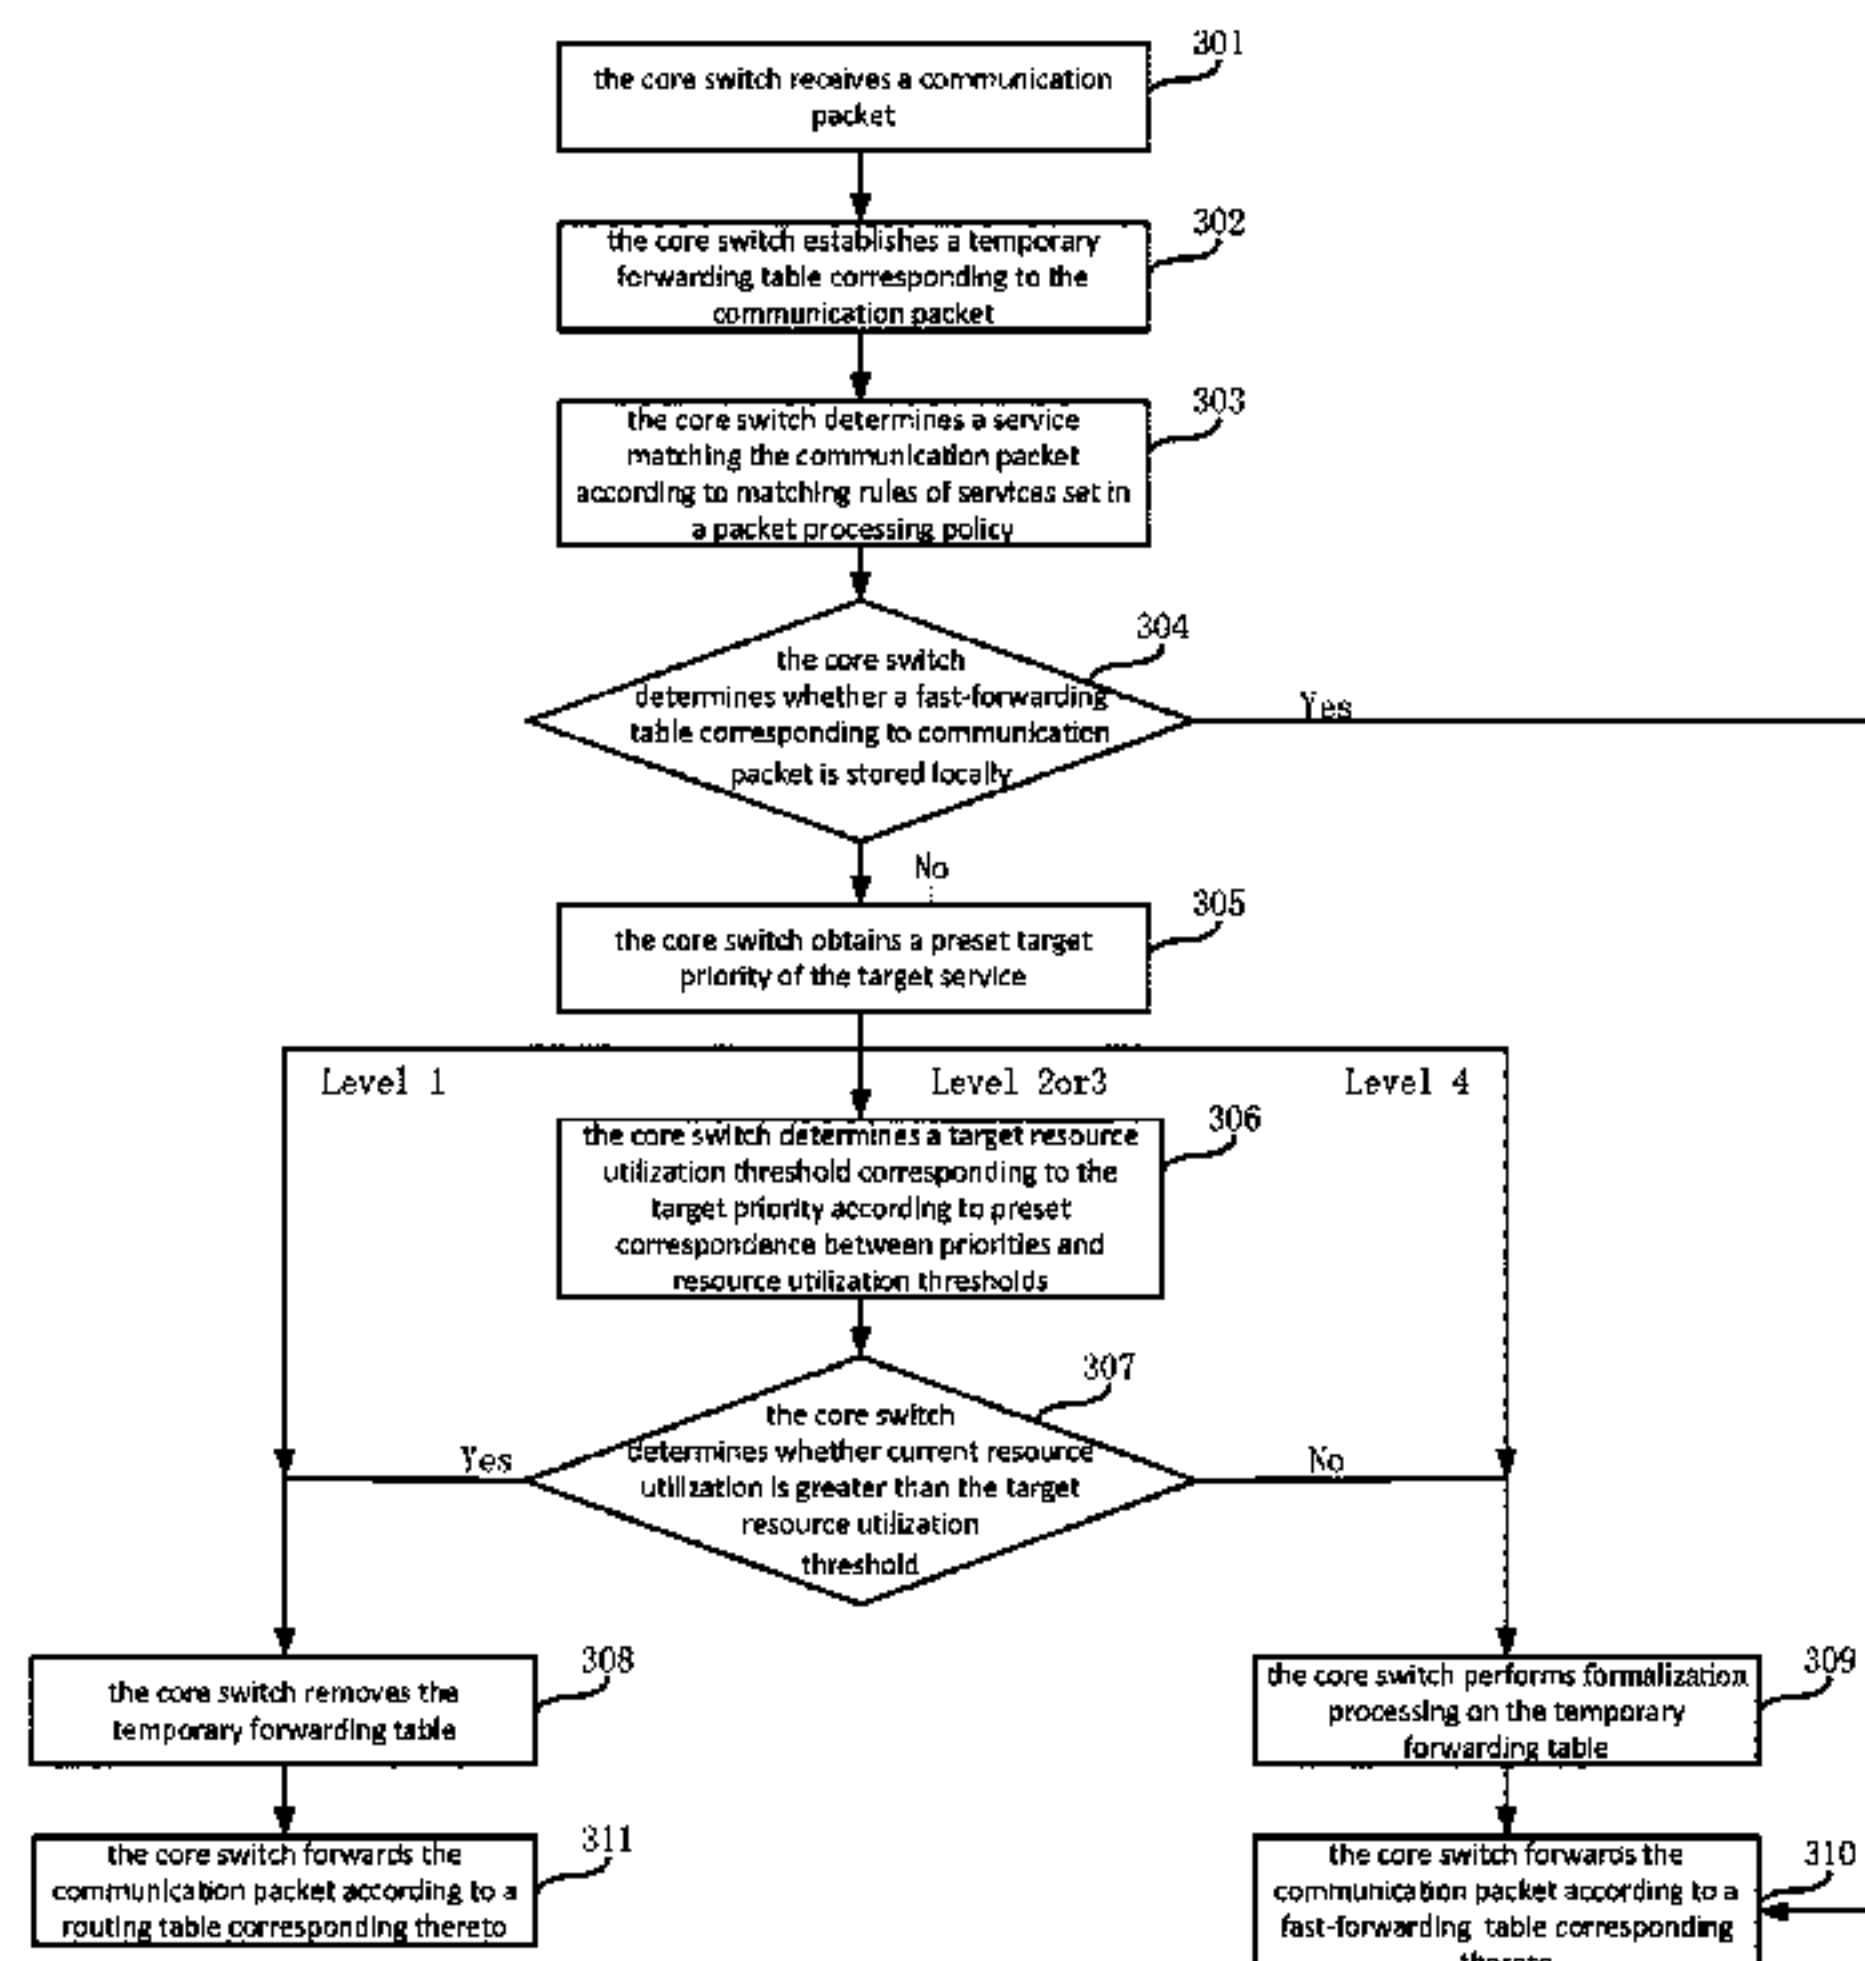 301
the core switch receives a communication
packet
302
the core switch establishes a temporary
forwarding table corresponding to the
communication packet
303
the core switch determines a service
matching the communication packet
according to matching rules of services set in
a packet processing policy
304
the core switch
determines whether a fast-forwarding
table corresponding to communication
packet is stored locally
Yes
No
305
the core switch obtains a preset target
priority of the target service
Level 1
Level 2or3
Level 4
306
the core switch determines a target resource
utilization threshold corresponding to the
target priority according to preset
correspondence between priorities and
resource utilization thresholds
307
the core switch
determines whether current resource
utilization is greater than the target
resource utilization
threshold
Yes
No
308
the core switch removes the
temporary forwarding table
309
the core switch performs formalization
processing on the temporary
forwarding table
311
the core switch forwards the
communication packet according to a
routing table corresponding thereto
310
the core switch forwards the
communication packet according to a
fast-forwarding table corresponding